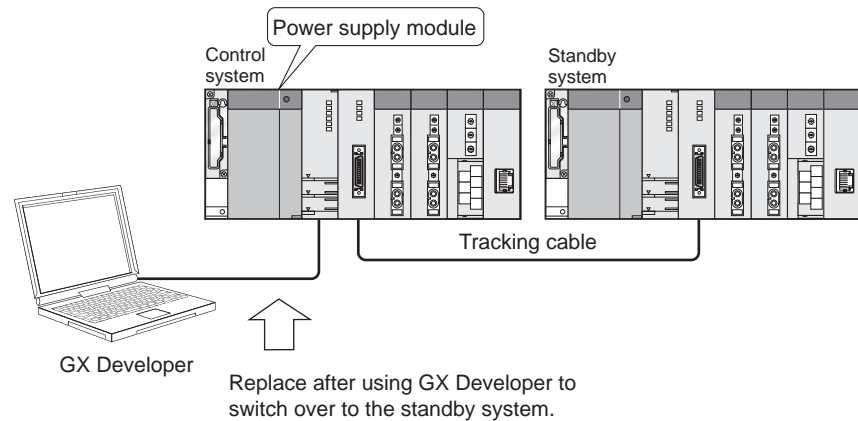 Power supply module
Control
system
Standby
system
Tracking cable
GX Developer
Replace after using GX Developer to
switch over to the standby system.